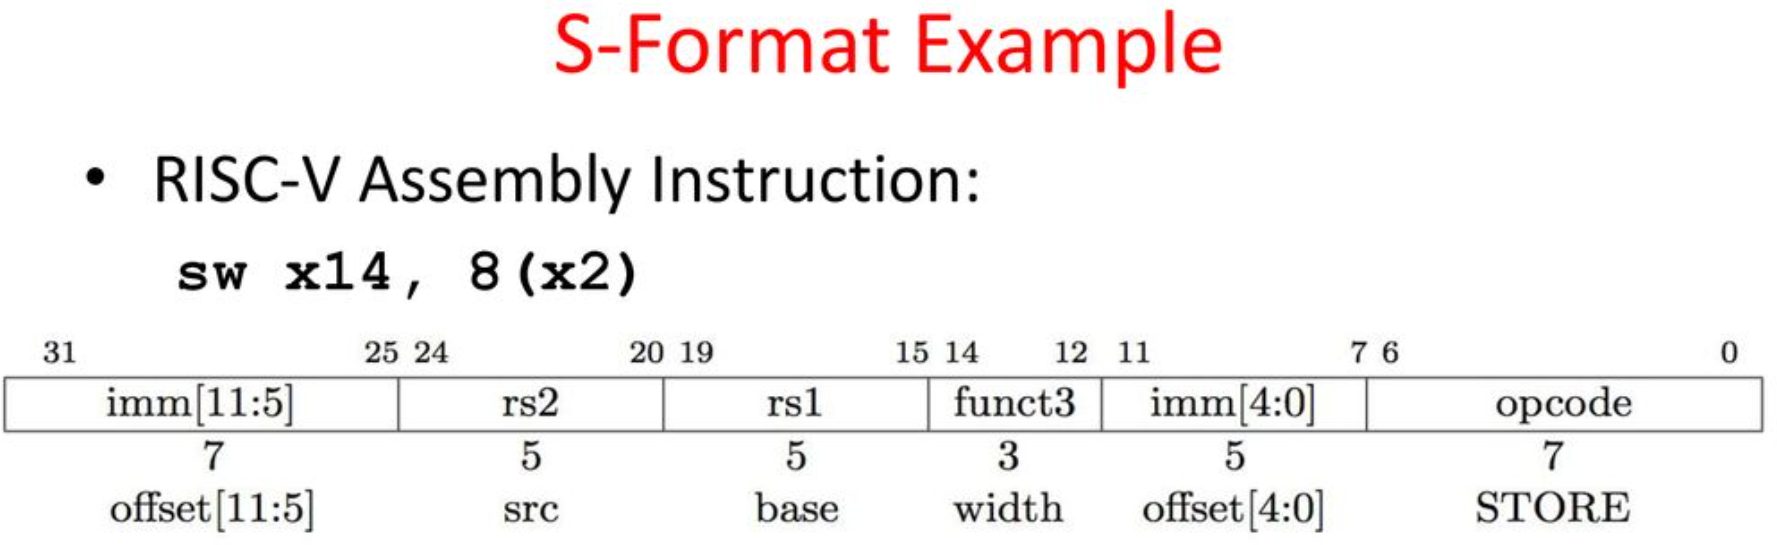 S-Format Example
• RISC-V Assembly Instruction:
sw x14, 8(x2)
31 25 24 20 19 15 14 12 11 7 6 0
imm[11:5] rs2 rs1 funct3 imm[4:0] opcode
7 5 5 3 5 7
offset[11:5] src base width offset[4:0] STORE